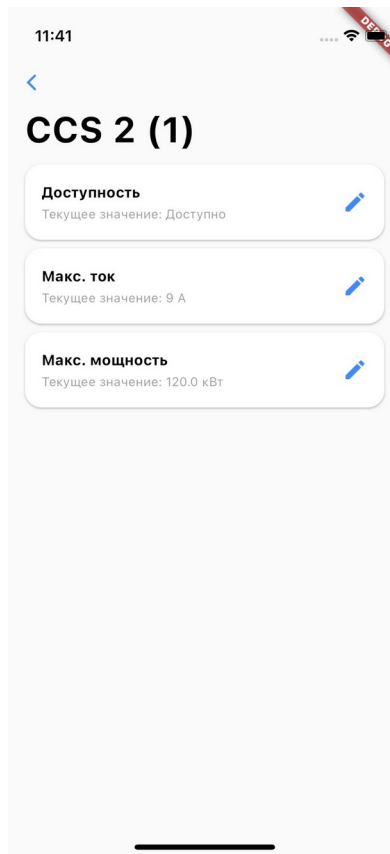 11:41
DEBUG
CCS 2 (1)
Доступность
Текущее значение: Доступно
Макс. ток
Текущее значение: 9 А
Макс. мощность
Текущее значение: 120.0 кВт